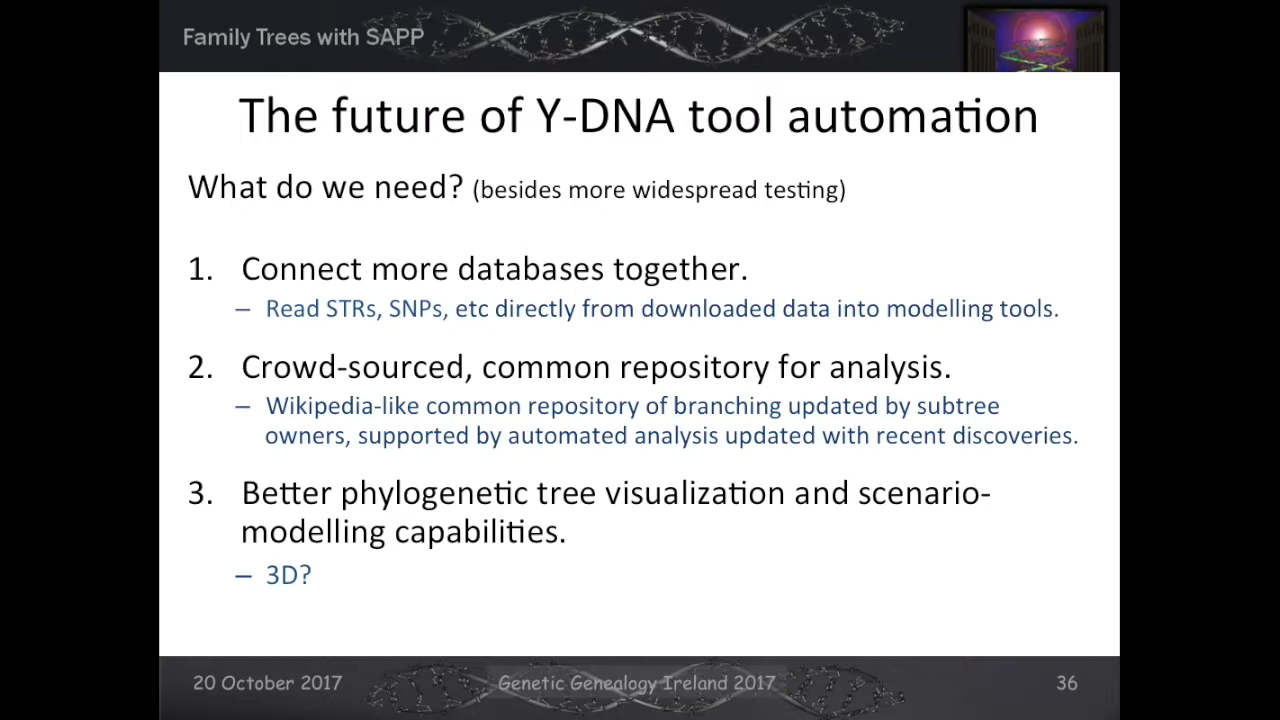 Family Trees with SAPP
The future of Y-DNA tool automation
What do we need? (besides more widespread testing)
1. Connect more databases together.
– Read STRs, SNPs, etc directly from downloaded data into modelling tools.
2. Crowd-sourced, common repository for analysis.
– Wikipedia-like common repository of branching updated by subtree
owners, supported by automated analysis updated with recent discoveries.
3. Better phylogenetic tree visualization and scenario-
modelling capabilities.
– 3D?
20 October 2017 Genetic Genealogy Ireland 2017 36